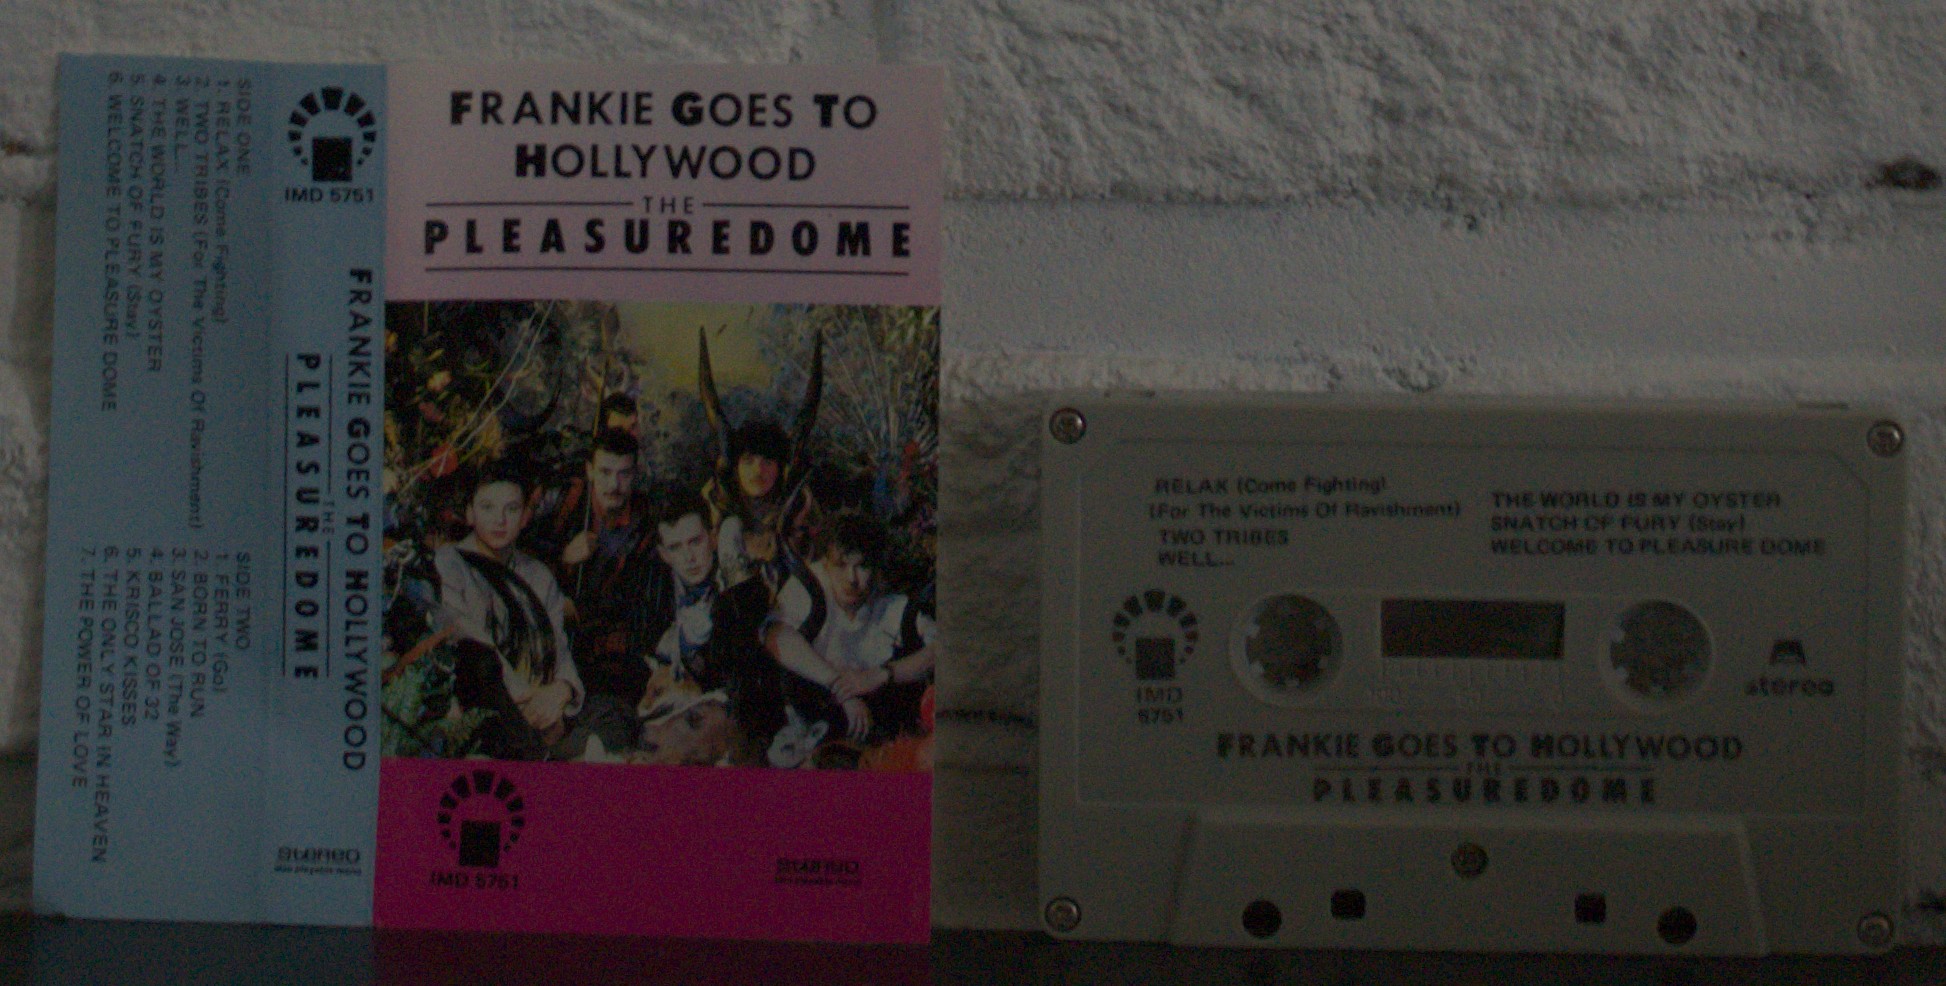 SIDE ONE
1. RELAX (Come Fighting)
2. TWO TRIBES (For The Victims Of Ravishment)
3. WELL...
4. THE WORLD IS MY OYSTER
5. SNATCH OF FURY (Stay)
6. WELCOME TO PLEASURE DOME
SIDE TWO
1. FERRY (Go)
2. BORN TO RUN
3. SAN JOSE (The Way)
4. BALLAD OF 32
5. KRISCO KISSES
6. THE ONLY STAR IN HEAVEN
7. THE POWER OF LOVE
IMD 5751
FRANKIE GOES TO HOLLYWOOD
THE
PLEASUREDOME
stereo
also playable mono
FRANKIE GOES TO
HOLLYWOOD
THE
PLEASUREDOME
IMD 5751
stereo
RELAX (Come Fighting)
(For The Victims Of Ravishment)
TWO TRIBES
WELL...
THE WORLD IS MY OYSTER
SNATCH OF FURY (Stay)
WELCOME TO PLEASURE DOME
IMD
5751
100
50
stereo
FRANKIE GOES TO HOLLYWOOD
THE
PLEASUREDOME